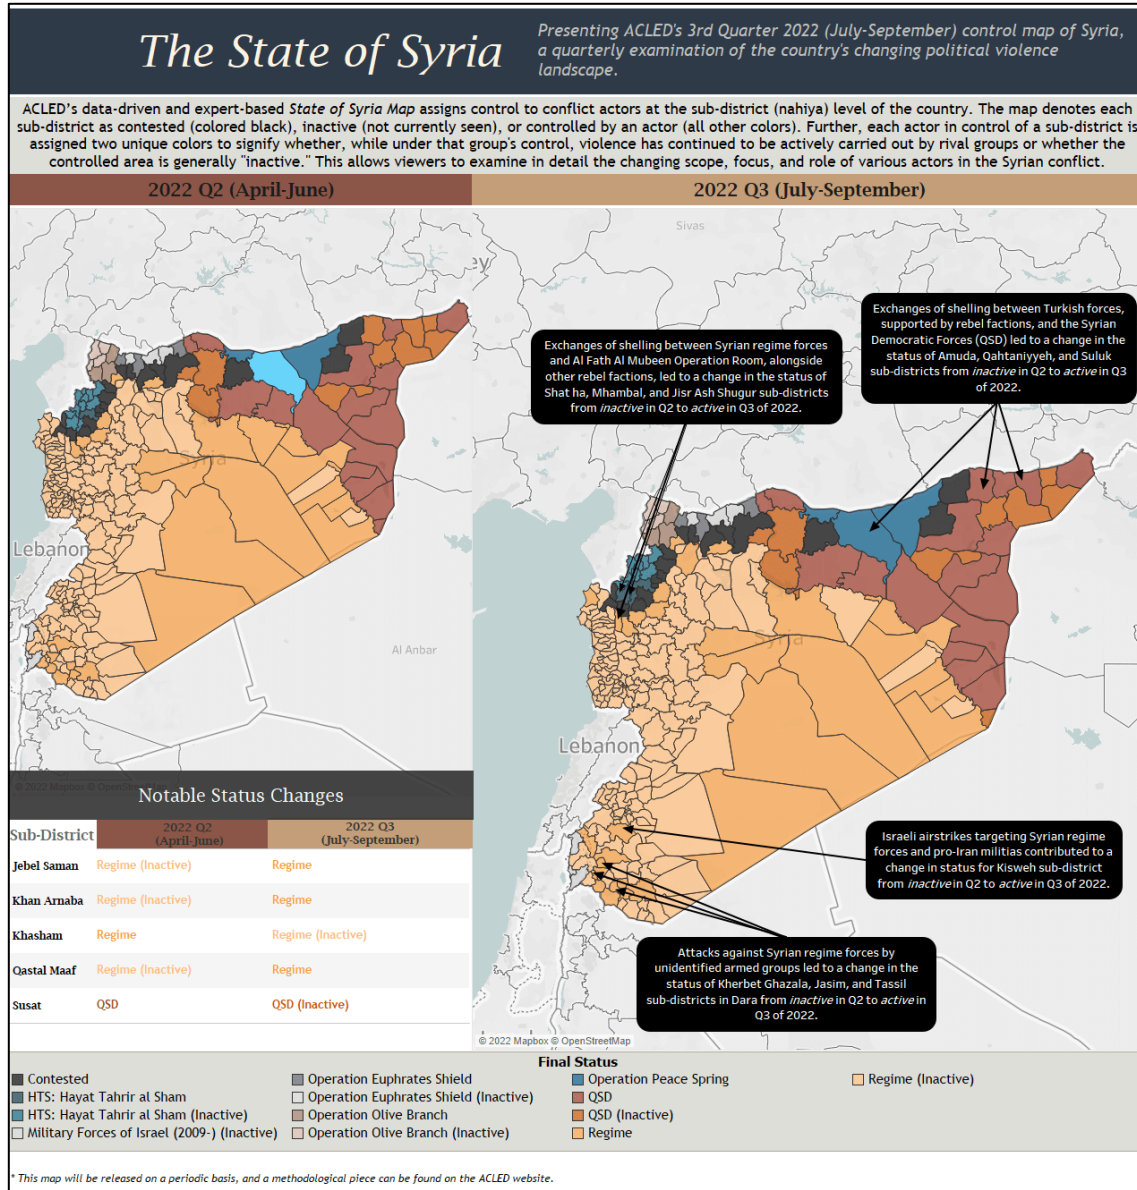 The State of Syria
Presenting ACLED's 3rd Quarter 2022 (July-September) control map of Syria,
a quarterly examination of the country's changing political violence
landscape.
ACLED's data-driven and expert-based State of Syria Map assigns control to conflict actors at the sub-district (nahiya) level of the country. The map denotes each
sub-district as contested (colored black), inactive (not currently seen), or controlled by an actor (all other colors). Further, each actor in control of a sub-district is
assigned two unique colors to signify whether, while under that group's control, violence has continued to be actively carried out by rival groups or whether the
controlled area is generally "inactive." This allows viewers to examine in detail the changing scope, focus, and role of various actors in the Syrian conflict.
2022 Q2 (April-June)
2022 Q3 (July-September)
Sivas
ey
Exchanges of shelling between Turkish forces,
supported by rebel factions, and the Syrian
Democratic Forces (QSD) led to a change in the
status of Amuda, Qahtaniyyeh, and Suluk
sub-districts from inactive in Q2 to active in Q3
of 2022.
Exchanges of shelling between Syrian regime forces
and Al Fath Al Mubeen Operation Room, alongside
other rebel factions, led to a change in the status of
Shat ha, Mhambal, and Jisr Ash Shugur sub-districts
from inactive in Q2 to active in Q3 of 2022.
Syria
Lebanon
Al Anbar
Syria
Lebanon
© 2022 Mapbox © OpenStreetMap
Notable Status Changes
Sub-District
2022 Q2
(April-June)
2022 Q3
(July-September)
Jebel Saman Regime (Inactive) Regime
Khan Arnaba Regime (Inactive) Regime
Khasham Regime Regime (Inactive)
Qastal Maaf Regime (Inactive) Regime
Susat QSD QSD (Inactive)
Israeli airstrikes targeting Syrian regime
forces and pro-Iran militias contributed to a
change in status for Kisweh sub-district
from inactive in Q2 to active in Q3 of 2022.
Attacks against Syrian regime forces by
unidentified armed groups led to a change in the
status of Kherbet Ghazala, Jasim, and Tassil
sub-districts in Dara from inactive in Q2 to active in
Q3 of 2022.
© 2022 Mapbox © OpenStreetMap
Final Status
Contested
HTS: Hayat Tahrir al Sham
HTS: Hayat Tahrir al Sham (Inactive)
Military Forces of Israel (2009-) (Inactive)
Operation Euphrates Shield
Operation Euphrates Shield (Inactive)
Operation Olive Branch
Operation Olive Branch (Inactive)
Operation Peace Spring
QSD
QSD (Inactive)
Regime
Regime (Inactive)
* This map will be released on a periodic basis, and a methodological piece can be found on the ACLED website.